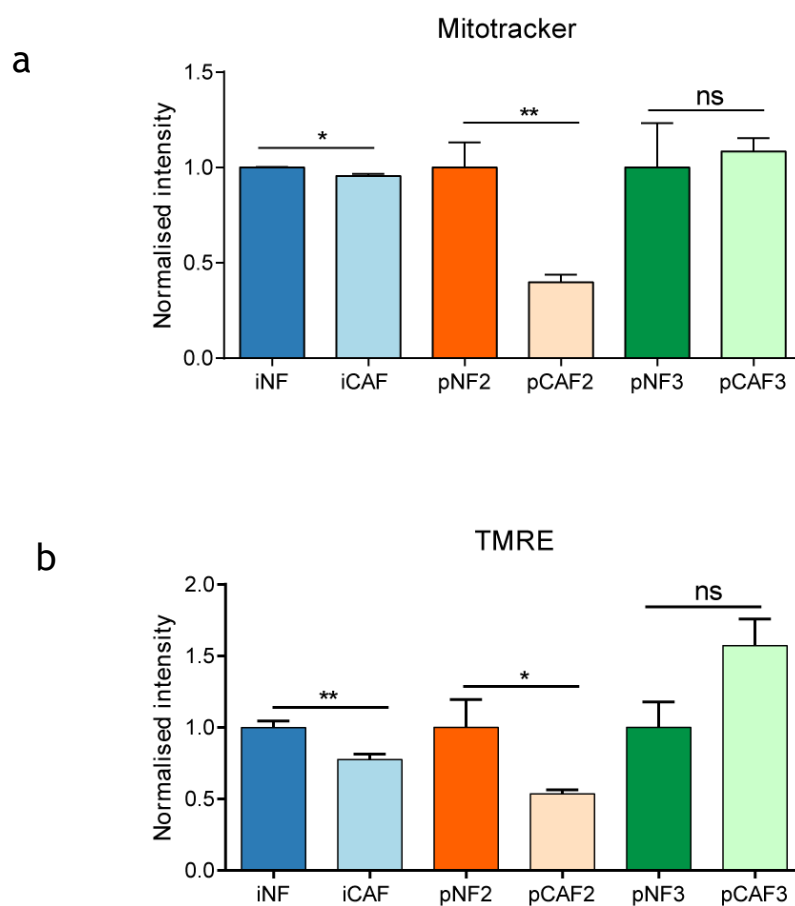 a
Mitotracker
Normalised intensity
1.5
1.0
0.5
0.0
* ** ns
iNF iCAF pNF2 pCAF2 pNF3 pCAF3
b
TMRE
Normalised intensity
2.0
1.5
1.0
0.5
0.0
** * ns
iNF iCAF pNF2 pCAF2 pNF3 pCAF3